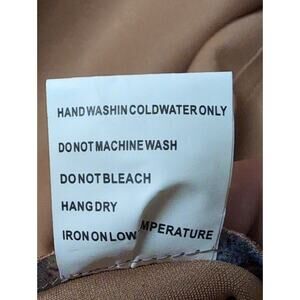 HAND WASH IN COLD WATER ONLY
DO NOT MACHINE WASH
DO NOT BLEACH
HANG DRY
IRON ON LOW MPERATURE